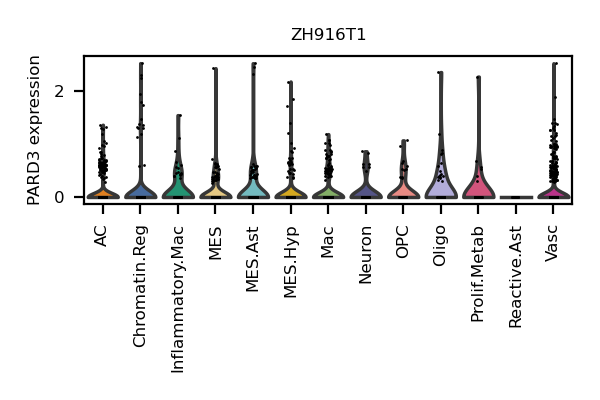 ZH916T1
PARD3 expression
2
0
AC
Chromatin.Reg
Inflammatory.Mac
MES
MES.Ast
MES.Hyp
Mac
Neuron
OPC
Oligo
Prolif.Metab
Reactive.Ast
Vasc